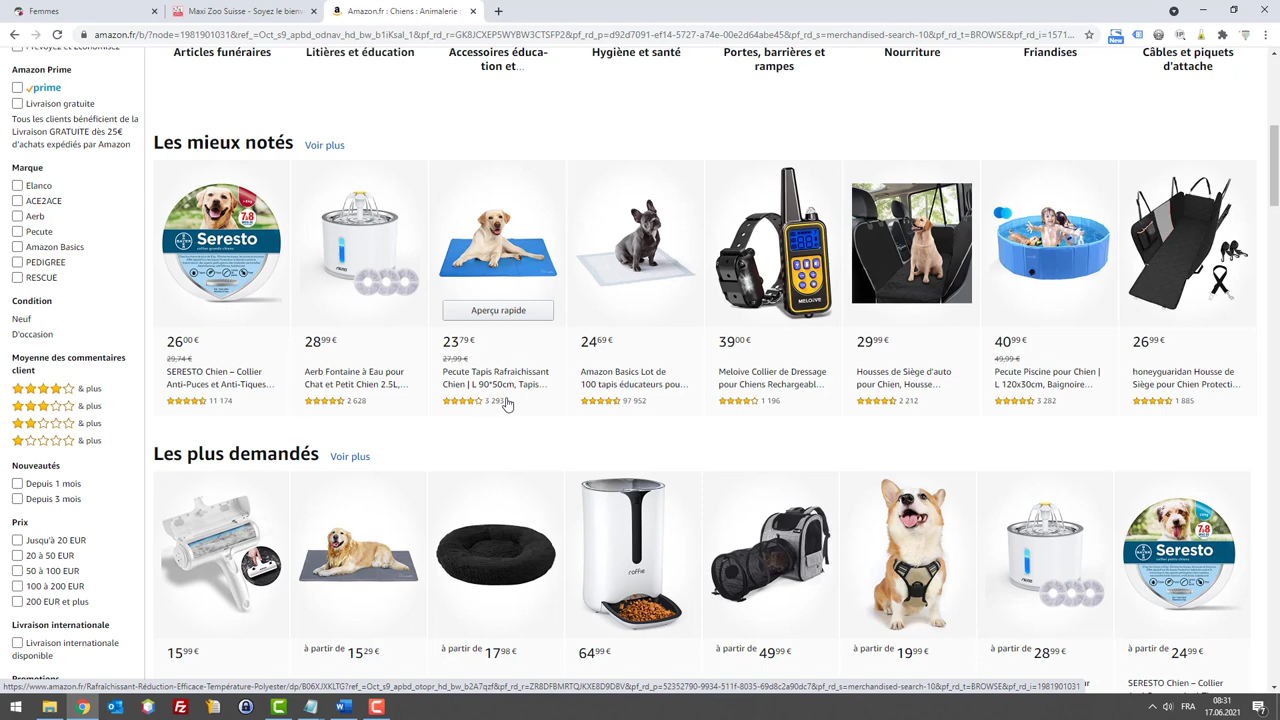 Femmes
Maxi Zoo Suisse - Soyez le bien
Amazon.fr : Chiens : Animalerie
amazon.fr/b/?node=1981901031&ref=Oct_s9_apbd_odnav_hd_bw_b1iKsal_1&pf_rd_r=GK8JCXEP5WYBW3CTSFP2&pf_rd_p=d92d7091-ef14-5727-a74e-00e2d64abe45&pf_rd_s=merchandised-search-10&pf_rd_t=BROWSE&pf_rd_i=1571...
New
Articles funéraires
Litières et éducation
Accessoires éduca-
tion et...
Hygiène et santé
Portes, barrières et
rampes
Nourriture
Friandises
Câbles et piquets
d'attache
Amazon Prime
prime
Livraison gratuite
Tous les clients bénéficient de la
Livraison GRATUITE dès 25€
d'achats expédiés par Amazon
Marque
Elanco
ACE2ACE
Aerb
Pecute
Amazon Basics
PEDIGREE
RESCUE
Condition
Neuf
D'occasion
Moyenne des commentaires
client
& plus
& plus
& plus
& plus
Nouveautés
Depuis 1 mois
Depuis 3 mois
Prix
Jusqu'à 20 EUR
20 à 50 EUR
50 à 100 EUR
100 à 200 EUR
200 EUR et plus
Livraison internationale
Livraison internationale
disponible
Les mieux notés Voir plus
Seresto
Aperçu rapide
MELOIVE
26,00 €
29,74 €
SERESTO Chien – Collier
Anti-Puces et Anti-Tiques...
11 174
28,99 €
Aerb Fontaine à Eau pour
Chat et Petit Chien 2.5L,...
2 628
23,79 €
27,99 €
Pecute Tapis Rafraichissant
Chien | L 90*50cm, Tapis...
3 293
24,69 €
Amazon Basics Lot de
100 tapis éducateurs pou...
97 952
39,00 €
Meloive Collier de Dressage
pour Chiens Rechargeabl...
1 196
29,99 €
Housses de Siège d'auto
pour Chien, Housse...
2 212
40,99 €
49,99 €
Pecute Piscine pour Chien |
L 120x30cm, Baignoire...
3 282
26,99 €
honeyguaridan Housse de
Siège pour Chien Protecti...
1 885
Les plus demandés Voir plus
roffie
Seresto
15,99 €
à partir de 15,29 €
à partir de 17,98 €
64,99 €
à partir de 49,99 €
à partir de 19,99 €
à partir de 28,99 €
à partir de 24,99 €
https://www.amazon.fr/Rafraîchissant-Réduction-Efficace-Température-Polyester/dp/B06XJXKLTG?ref_=Oct_s9_apbd_otopr_hd_bw_b2A7qzf&pf_rd_r=ZR8DFBMRTQJKXE8D9D8V&pf_rd_p=52352790-9934-511f-8035-69d8c2a90dc7&pf_rd_s=merchandised-search-10&pf_rd_t=BROWSE&pf_rd_i=1981901031
FRA
08:31
17.06.2021